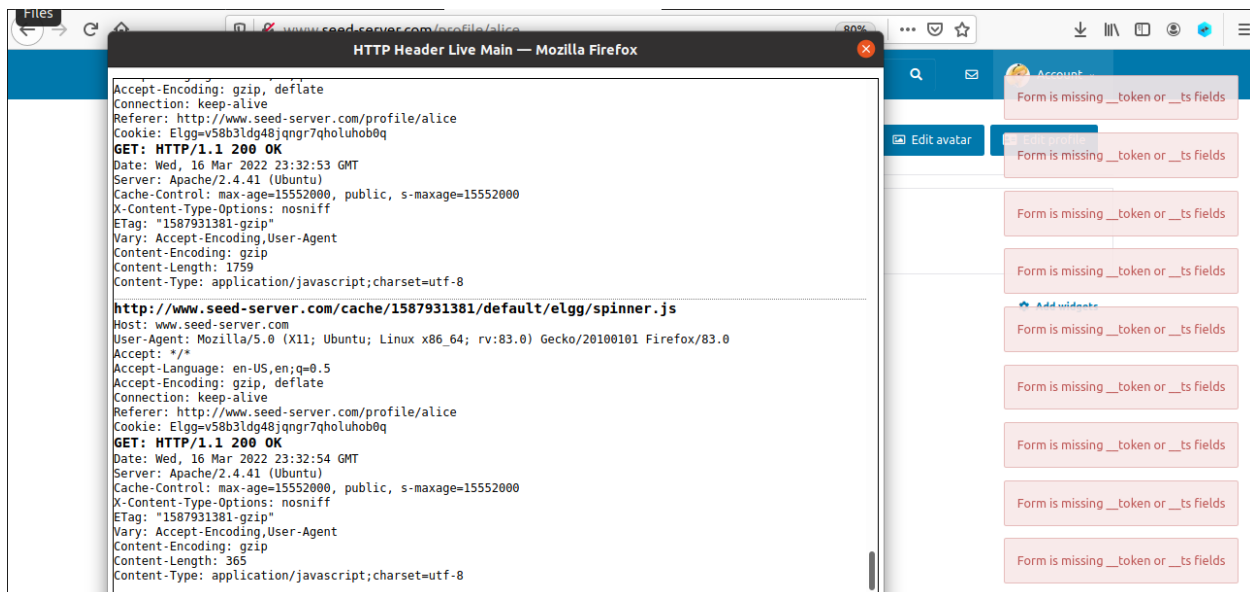 Files
www.seed-server.com/profile/alice
80%
HTTP Header Live Main — Mozilla Firefox
Account
Edit avatar
Edit profile
Add widgets
Accept-Encoding: gzip, deflate
Connection: keep-alive
Referer: http://www.seed-server.com/profile/alice
Cookie: Elgg=v58b3ldg48jqngr7qholuhob0q
GET: HTTP/1.1 200 OK
Date: Wed, 16 Mar 2022 23:32:53 GMT
Server: Apache/2.4.41 (Ubuntu)
Cache-Control: max-age=15552000, public, s-maxage=15552000
X-Content-Type-Options: nosniff
ETag: "1587931381-gzip"
Vary: Accept-Encoding,User-Agent
Content-Encoding: gzip
Content-Length: 1759
Content-Type: application/javascript;charset=utf-8
http://www.seed-server.com/cache/1587931381/default/elgg/spinner.js
Host: www.seed-server.com
User-Agent: Mozilla/5.0 (X11; Ubuntu; Linux x86_64; rv:83.0) Gecko/20100101 Firefox/83.0
Accept: */*
Accept-Language: en-US,en;q=0.5
Accept-Encoding: gzip, deflate
Connection: keep-alive
Referer: http://www.seed-server.com/profile/alice
Cookie: Elgg=v58b3ldg48jqngr7qholuhob0q
GET: HTTP/1.1 200 OK
Date: Wed, 16 Mar 2022 23:32:54 GMT
Server: Apache/2.4.41 (Ubuntu)
Cache-Control: max-age=15552000, public, s-maxage=15552000
X-Content-Type-Options: nosniff
ETag: "1587931381-gzip"
Vary: Accept-Encoding,User-Agent
Content-Encoding: gzip
Content-Length: 365
Content-Type: application/javascript;charset=utf-8
Form is missing __token or __ts fields
Form is missing __token or __ts fields
Form is missing __token or __ts fields
Form is missing __token or __ts fields
Form is missing __token or __ts fields
Form is missing __token or __ts fields
Form is missing __token or __ts fields
Form is missing __token or __ts fields
Form is missing __token or __ts fields